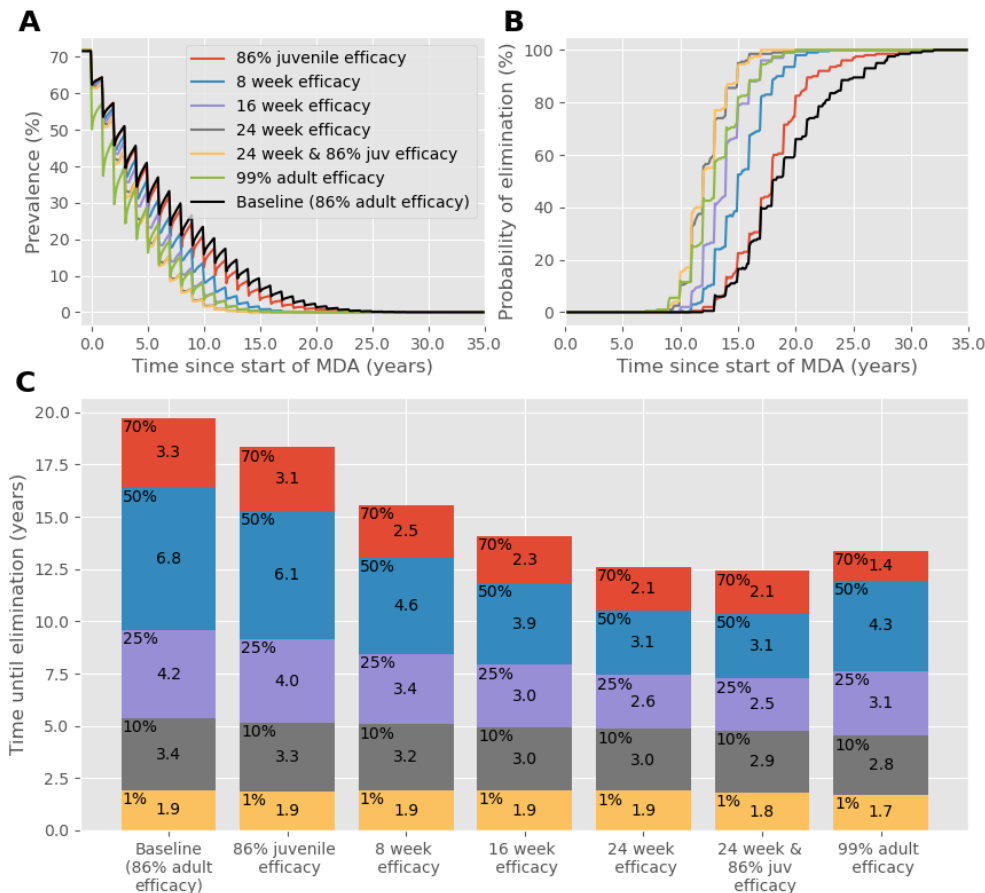 A
B
Prevalence (%)
70
60
50
40
30
20
10
0
86% juvenile efficacy
8 week efficacy
16 week efficacy
24 week efficacy
24 week & 86% juv efficacy
99% adult efficacy
Baseline (86% adult efficacy)
0.0 5.0 10.0 15.0 20.0 25.0 30.0 35.0
Time since start of MDA (years)
Probability of elimination (%)
100
80
60
40
20
0
0.0 5.0 10.0 15.0 20.0 25.0 30.0 35.0
Time since start of MDA (years)
C
Time until elimination (years)
20.0
17.5
15.0
12.5
10.0
7.5
5.0
2.5
0.0
70%
3.3
50%
6.8
25%
4.2
10%
3.4
1%
1.9
70%
3.1
50%
6.1
25%
4.0
10%
3.3
1%
1.9
70%
2.5
50%
4.6
25%
3.4
10%
3.2
1%
1.9
70%
2.3
50%
3.9
25%
3.0
10%
3.0
1%
1.9
70%
2.1
50%
3.1
25%
2.6
10%
3.0
1%
1.9
70%
2.1
50%
3.1
25%
2.5
10%
2.9
1%
1.8
70%
1.4
50%
4.3
25%
3.1
10%
2.8
1%
1.7
Baseline
(86% adult
efficacy)
86% juvenile
efficacy
8 week
efficacy
16 week
efficacy
24 week
efficacy
24 week &
86% juv
efficacy
99% adult
efficacy